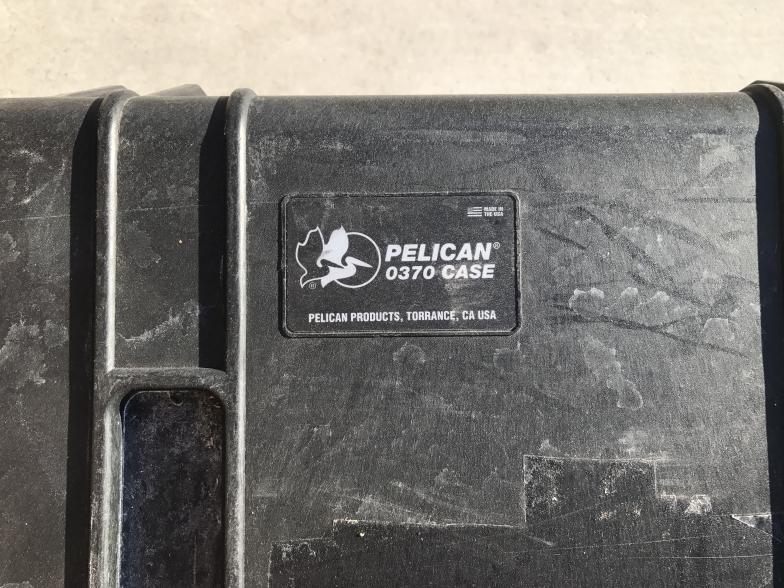 MADE IN
THE USA
PELICAN®
0370 CASE
®
PELICAN PRODUCTS, TORRANCE, CA USA